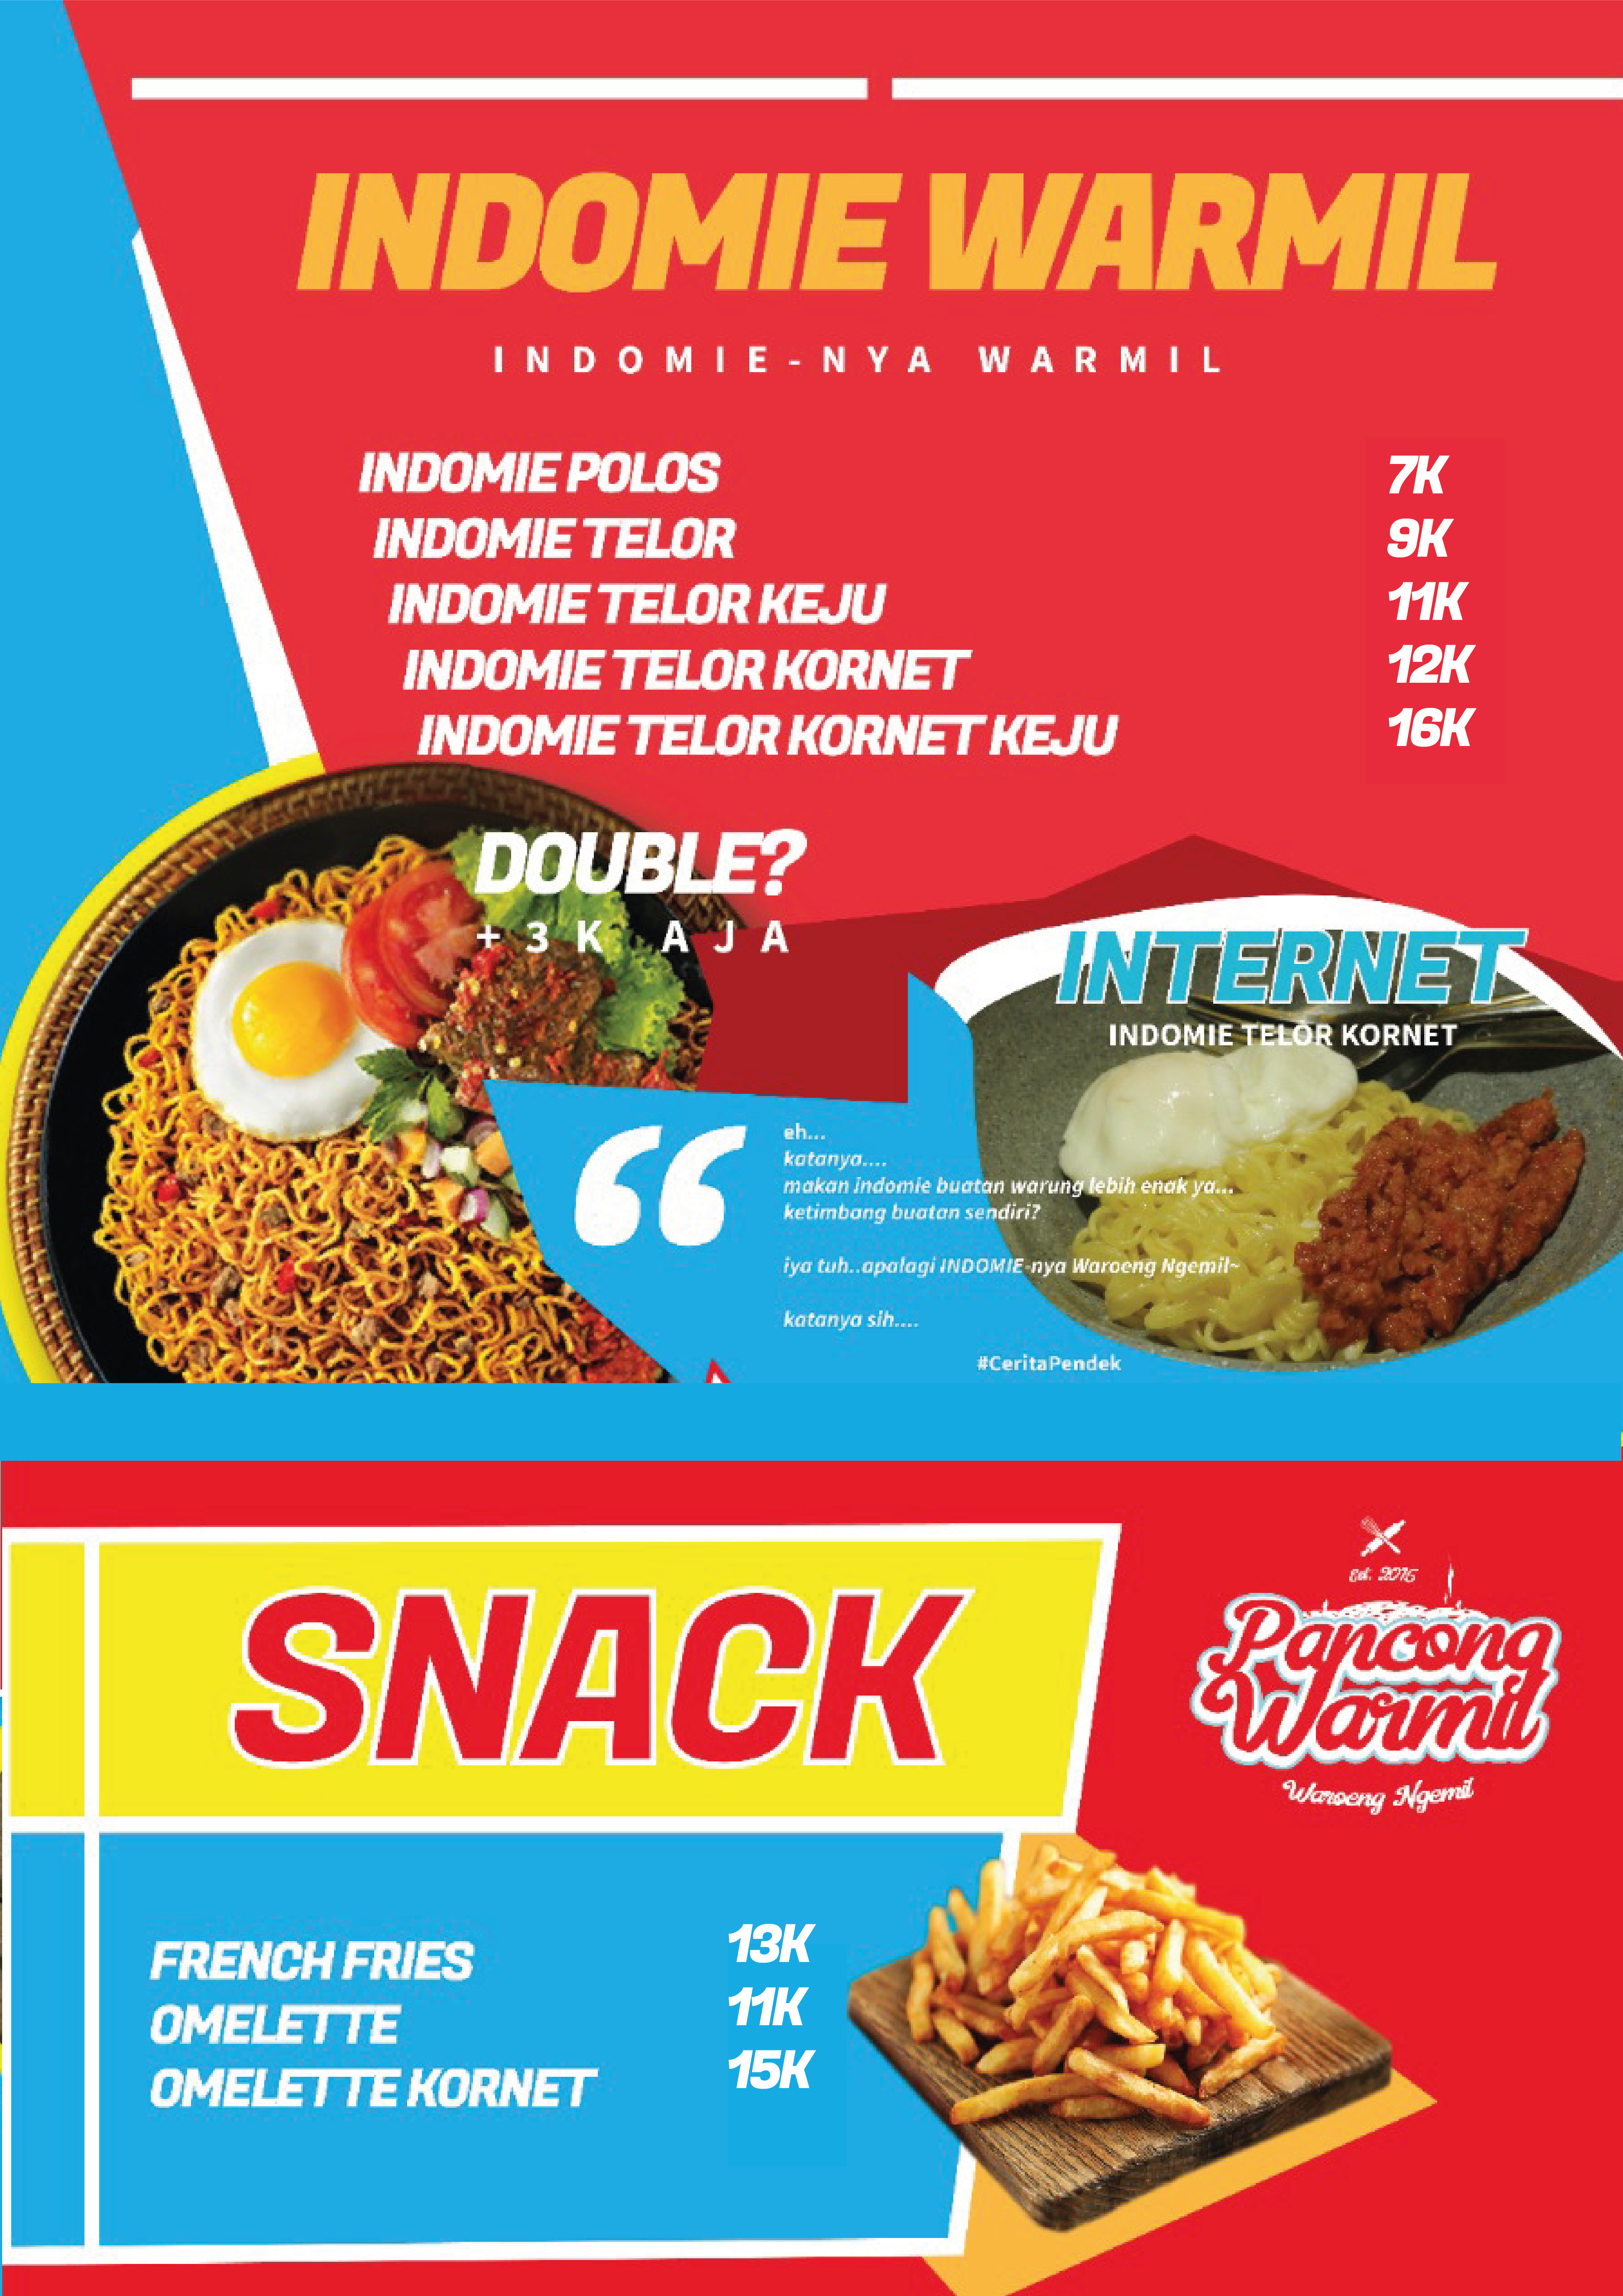 INDOMIE WARMIL
INDOMIE-NYA WARMIL
INDOMIE POLOS 7K
INDOMIE TELOR 9K
INDOMIE TELOR KEJU 11K
INDOMIE TELOR KORNET 12K
INDOMIE TELOR KORNET KEJU 16K
DOUBLE?
+3K AJA
INTERNET
INDOMIE TELOR KORNET
“
eh...
katanya....
makan indomie buatan warung lebih enak ya...
ketimbang buatan sendiri?
iya tuh..apalagi INDOMIE-nya Waroeng Ngemil~
katanya sih....
#CeritaPendek
SNACK
Est. 2015
Pancong
Warmil
Waroeng Ngemil
FRENCH FRIES 13K
OMELETTE 11K
OMELETTE KORNET 15K